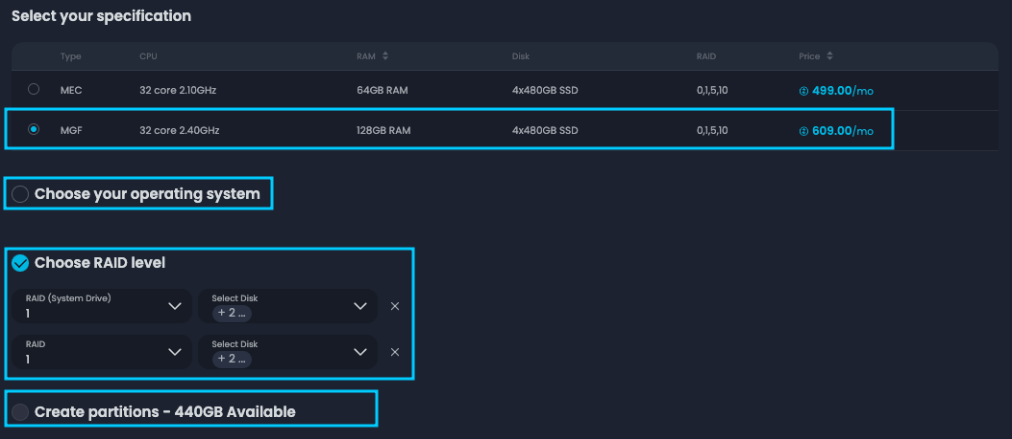 Select your specification
Type CPU RAM Disk RAID Price
MEC 32 core 2.10GHz 64GB RAM 4x480GB SSD 0,1,5,10 499.00/mo
MGF 32 core 2.40GHz 128GB RAM 4x480GB SSD 0,1,5,10 609.00/mo
Choose your operating system
Choose RAID level
RAID (System Drive) Select Disk
1 + 2 ...
RAID Select Disk
1 + 2 ...
Create partitions - 440GB Available